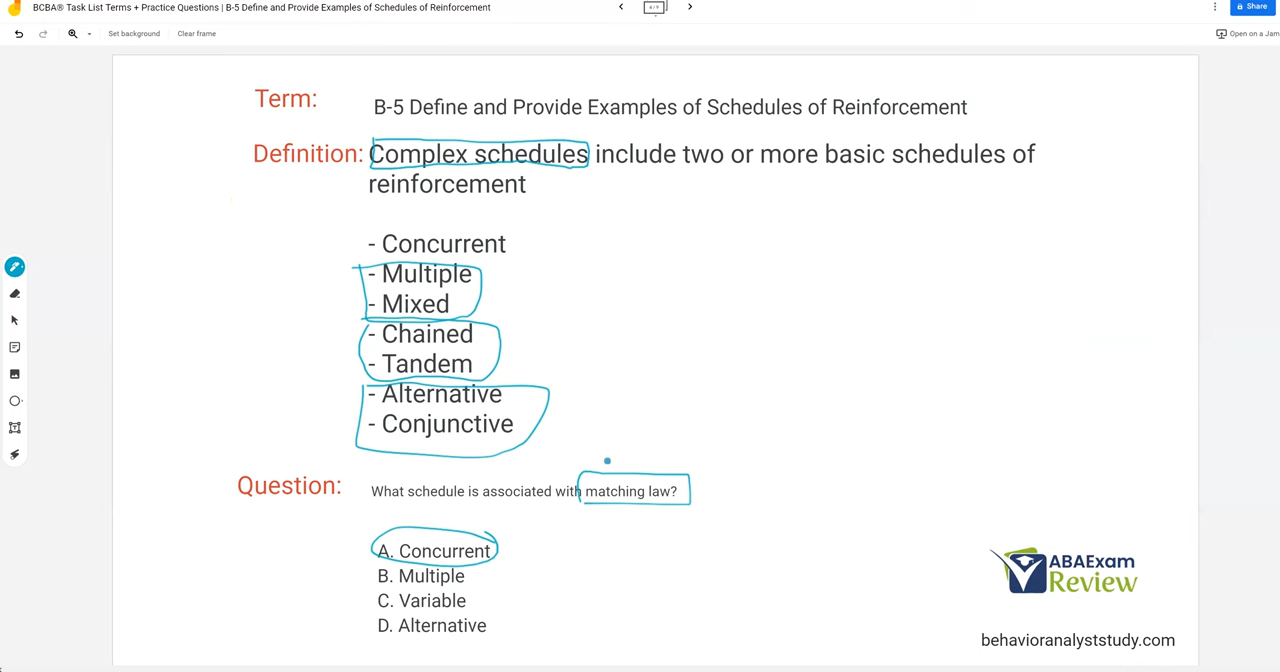 BCBA® Task List Terms + Practice Questions | B-5 Define and Provide Examples of Schedules of Reinforcement
4 / 9
Share
Set background
Clear frame
Open on a Jam
Term:
B-5 Define and Provide Examples of Schedules of Reinforcement
Definition: Complex schedules include two or more basic schedules of
reinforcement
- Concurrent
- Multiple
- Mixed
- Chained
- Tandem
- Alternative
- Conjunctive
Question:
What schedule is associated with matching law?
A. Concurrent
B. Multiple
C. Variable
D. Alternative
ABAExam
Review
behavioranalyststudy.com